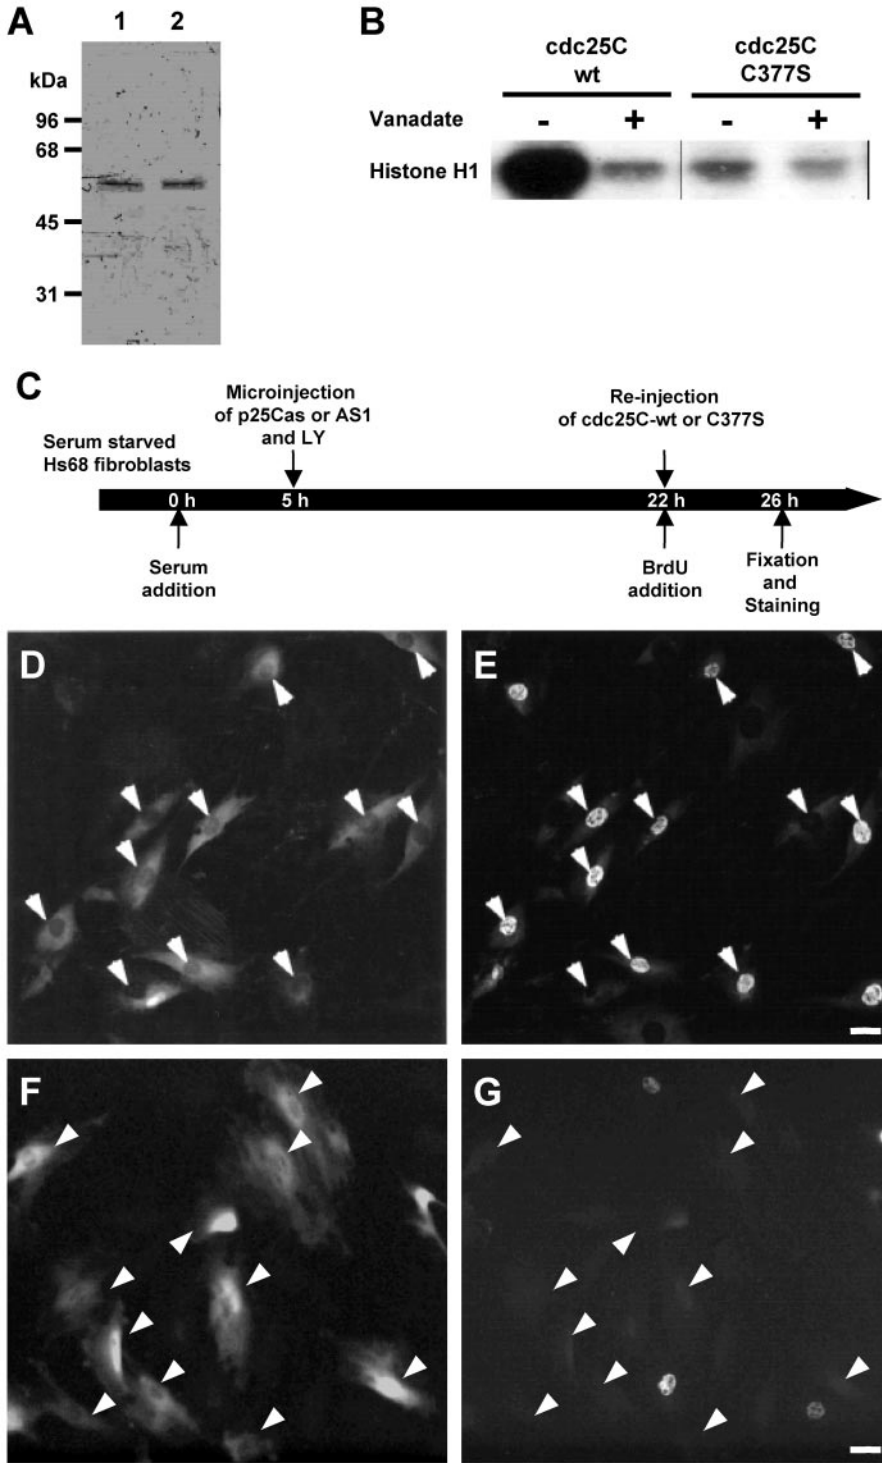 A
1 2
kDa
96
68
45
31
B
cdc25C
wt
cdc25C
C377S
Vanadate - + - +
Histone H1
C
Serum starved
Hs68 fibroblasts
Microinjection
of p25Cas or AS1
and LY
Re-injection
of cdc25C-wt or C377S
0 h 5 h 22 h 26 h
Serum
addition
BrdU
addition
Fixation
and
Staining
D
E
F
G